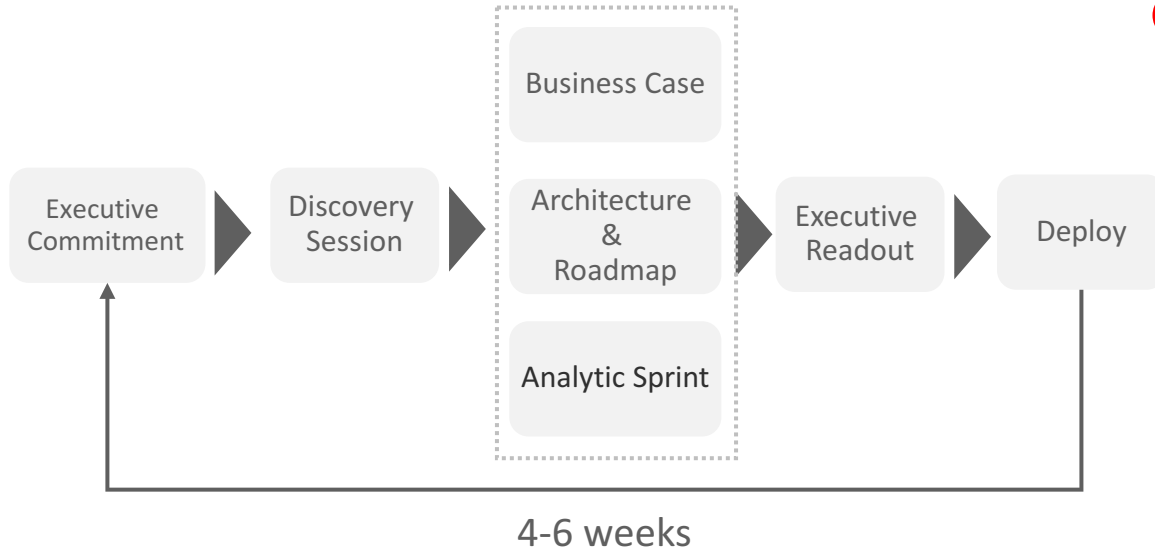 Executive
Commitment
Discovery
Session
Business Case
Architecture
&
Roadmap
Analytic Sprint
Executive
Readout
Deploy
4-6 weeks